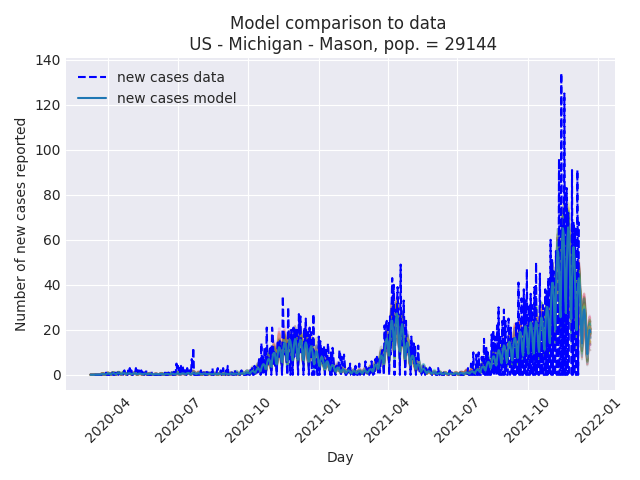 Model comparison to data
US - Michigan - Mason, pop. = 29144
new cases data
new cases model
Number of new cases reported
140
120
100
80
60
40
20
0
2020-04
2020-07
2020-10
2021-01
2021-04
2021-07
2021-10
2022-01
Day